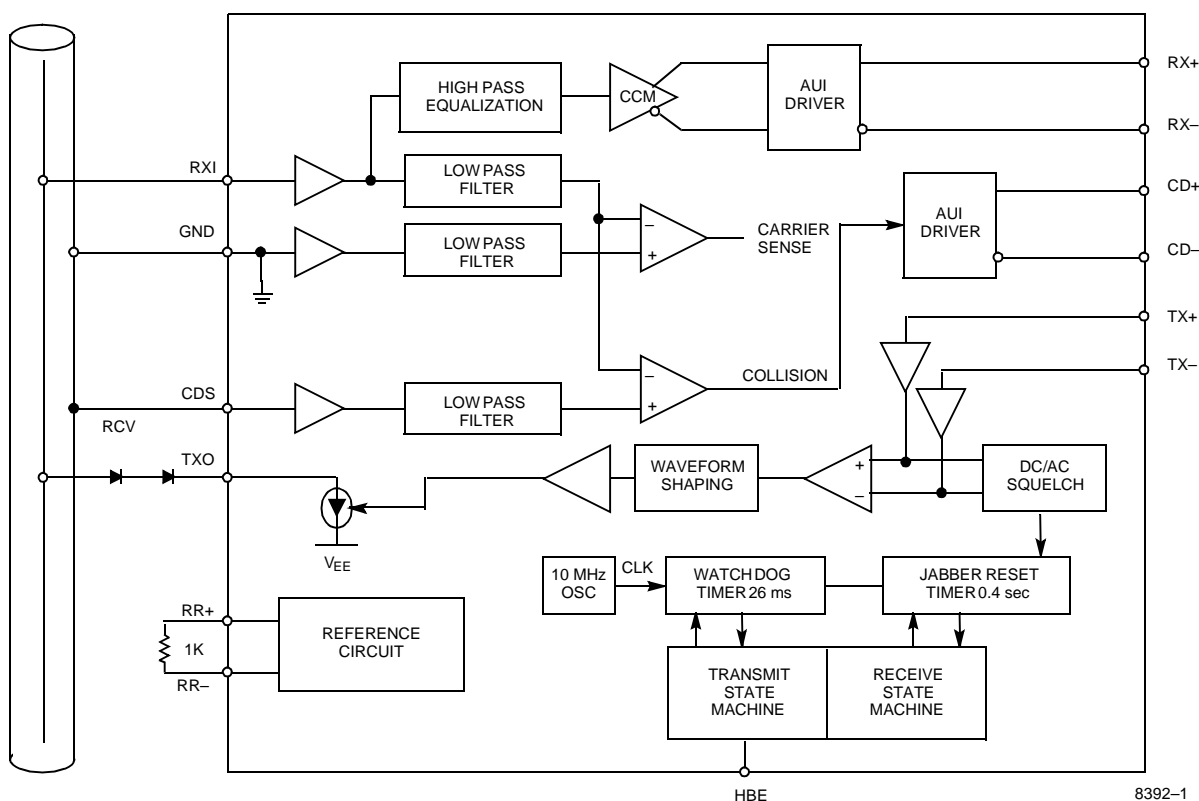 HIGH PASS
EQUALIZATION
CCM
AUI
DRIVER
RX+
RX–
RXI
LOW PASS
FILTER
GND
LOW PASS
FILTER
–
+
CARRIER
SENSE
AUI
DRIVER
CD+
CD–
TX+
TX–
CDS
RCV
LOW PASS
FILTER
–
+
COLLISION
TXO
VEE
WAVEFORM
SHAPING
+
–
DC/AC
SQUELCH
10 MHz
OSC
CLK
WATCHDOG
TIMER 26 ms
JABBER RESET
TIMER 0.4 sec
RR+
1K
RR–
REFERENCE
CIRCUIT
TRANSMIT
STATE
MACHINE
RECEIVE
STATE
MACHINE
HBE
8392–1